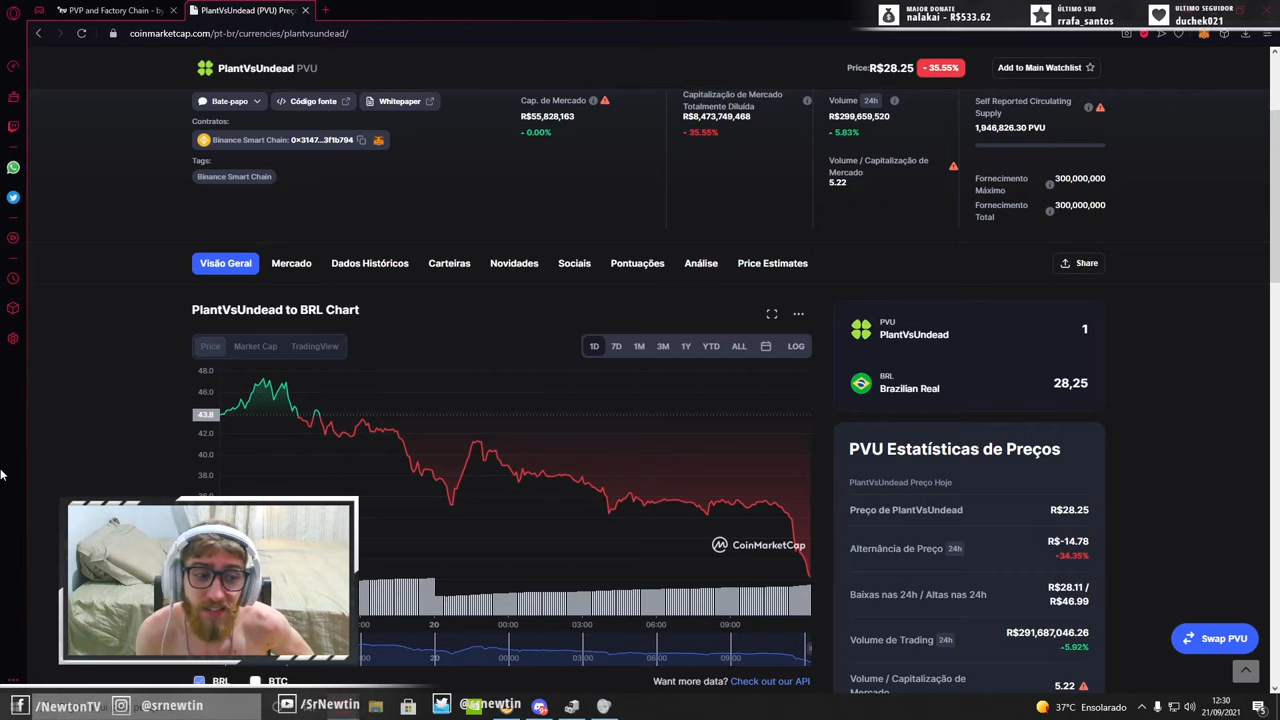 PVP and Factory Chain - by
PlantVsUndead (PVU) Preç
MAIOR DONATE
nalakai - R$533.62
ÚLTIMO SUB
rrafa_santos
ÚLTIMO SEGUIDOR
duchek021
coinmarketcap.com/pt-br/currencies/plantvsundead/
PlantVsUndead PVU
Price: R$28.25 - 35.55%
Add to Main Watchlist
Bate-papo
Código fonte
Whitepaper
Contratos:
Binance Smart Chain: 0x3147...3f1b794
Tags:
Binance Smart Chain
Cap. de Mercado
R$55,828,163
- 0.00%
Capitalização de Mercado
Totalmente Diluída
R$8,473,749,468
- 35.55%
Volume 24h
R$299,659,520
- 5.83%
Volume / Capitalização de
Mercado
5.22
Self Reported Circulating
Supply
1,946,826.30 PVU
Fornecimento
Máximo
300,000,000
Fornecimento
Total
300,000,000
Visão Geral
Mercado
Dados Históricos
Carteiras
Novidades
Sociais
Pontuações
Análise
Price Estimates
Share
PlantVsUndead to BRL Chart
Price
Market Cap
TradingView
1D
7D
1M
3M
1Y
YTD
ALL
LOG
48.0
46.0
43.8
42.0
40.0
38.0
CoinMarketCap
20
00:00
03:00
06:00
09:00
20
00:00
03:00
06:00
09:00
BRL
BTC
Want more data? Check out our API
PVU
PlantVsUndead
1
BRL
Brazilian Real
28,25
PVU Estatísticas de Preços
PlantVsUndead Preço Hoje
Preço de PlantVsUndead
R$28.25
Alternância de Preço 24h
R$-14.78
-34.35%
Baixas nas 24h / Altas nas 24h
R$28.11 /
R$46.99
Volume de Trading 24h
R$291,687,046.26
5.92%
Volume / Capitalização de
Mercado
5.22
Swap PVU
/NewtonTV
@srnewtin
/SrNewtin
@srnewtin
37°C Ensolarado
12:30
21/09/2021